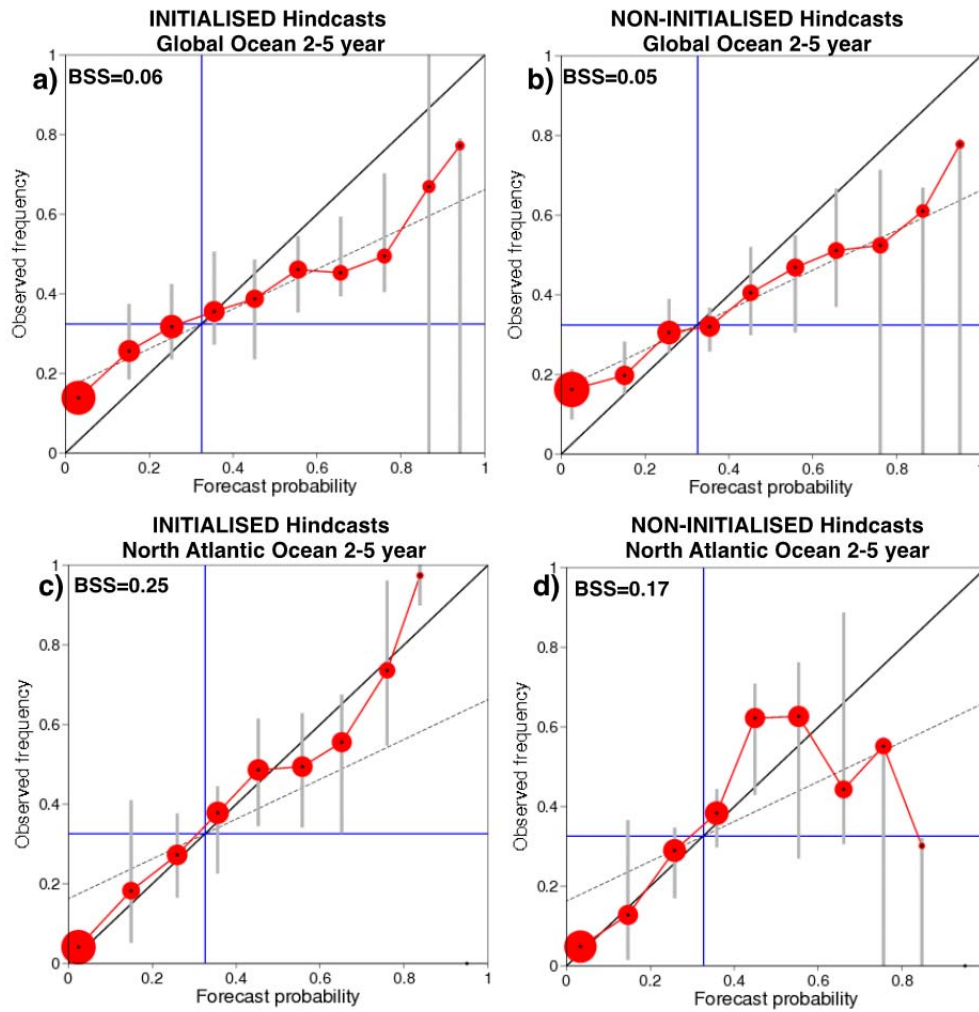 INITIALISED Hindcasts
Global Ocean 2-5 year
a)
BSS=0.06
1
0.8
0.6
0.4
0.2
0
Observed frequency
0 0.2 0.4 0.6 0.8 1
Forecast probability
NON-INITIALISED Hindcasts
Global Ocean 2-5 year
b)
BSS=0.05
1
0.8
0.6
0.4
0.2
0
Observed frequency
0 0.2 0.4 0.6 0.8 1
Forecast probability
INITIALISED Hindcasts
North Atlantic Ocean 2-5 year
c)
BSS=0.25
1
0.8
0.6
0.4
0.2
0
Observed frequency
0 0.2 0.4 0.6 0.8 1
Forecast probability
NON-INITIALISED Hindcasts
North Atlantic Ocean 2-5 year
d)
BSS=0.17
1
0.8
0.6
0.4
0.2
0
Observed frequency
0 0.2 0.4 0.6 0.8 1
Forecast probability